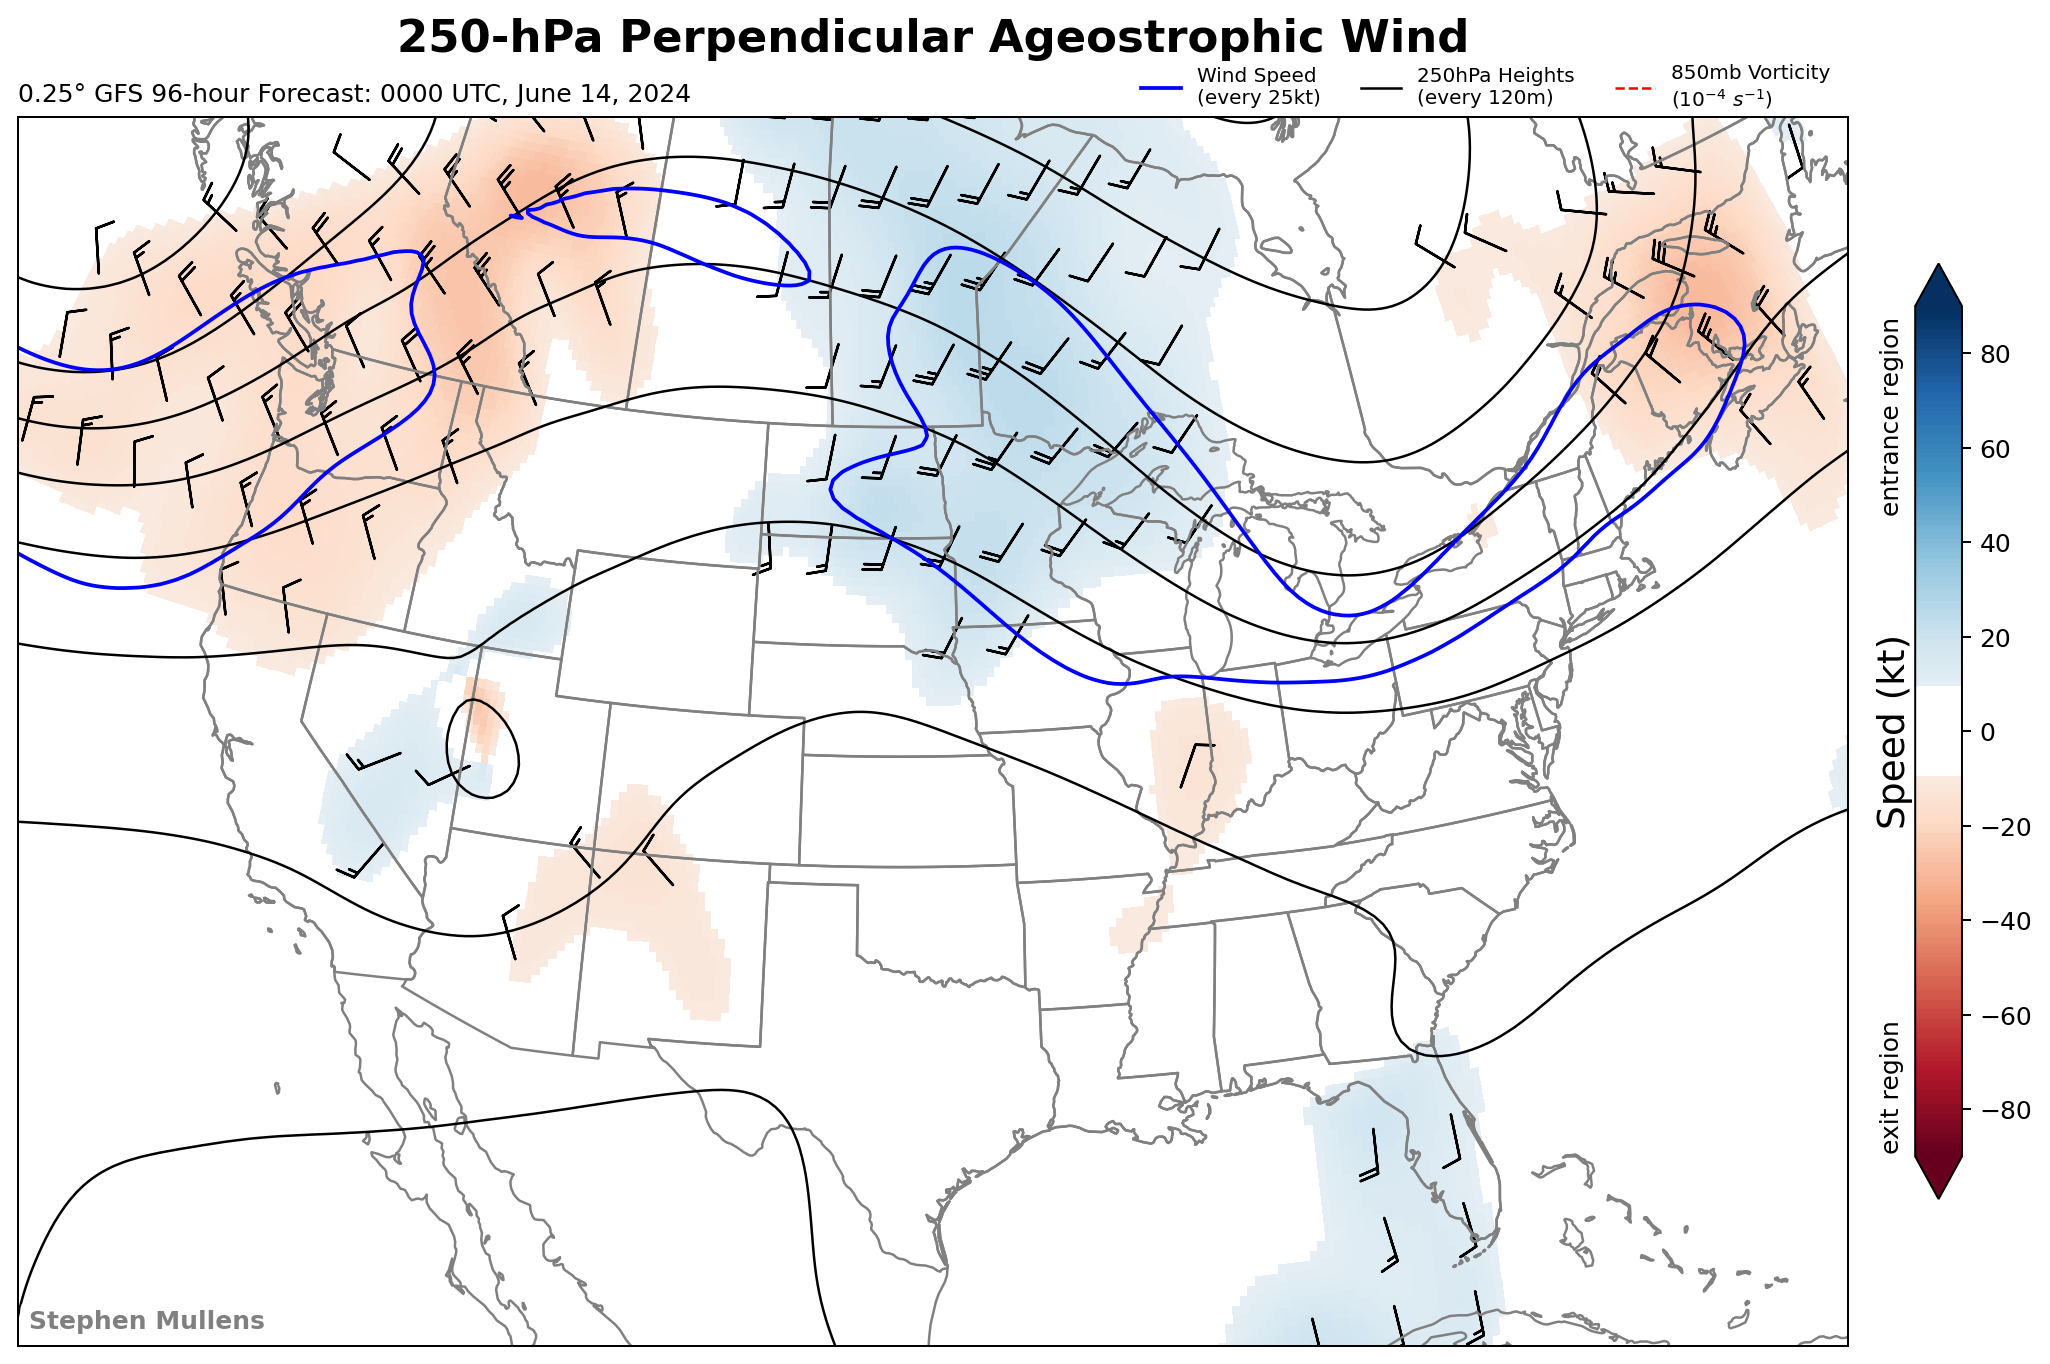 250-hPa Perpendicular Ageostrophic Wind
0.25° GFS 96-hour Forecast: 0000 UTC, June 14, 2024
Wind Speed
(every 25kt)
250hPa Heights
(every 120m)
850mb Vorticity
(10⁻⁴ s⁻¹)
entrance region
exit region
Speed (kt)
80
60
40
20
0
−20
−40
−60
−80
Stephen Mullens